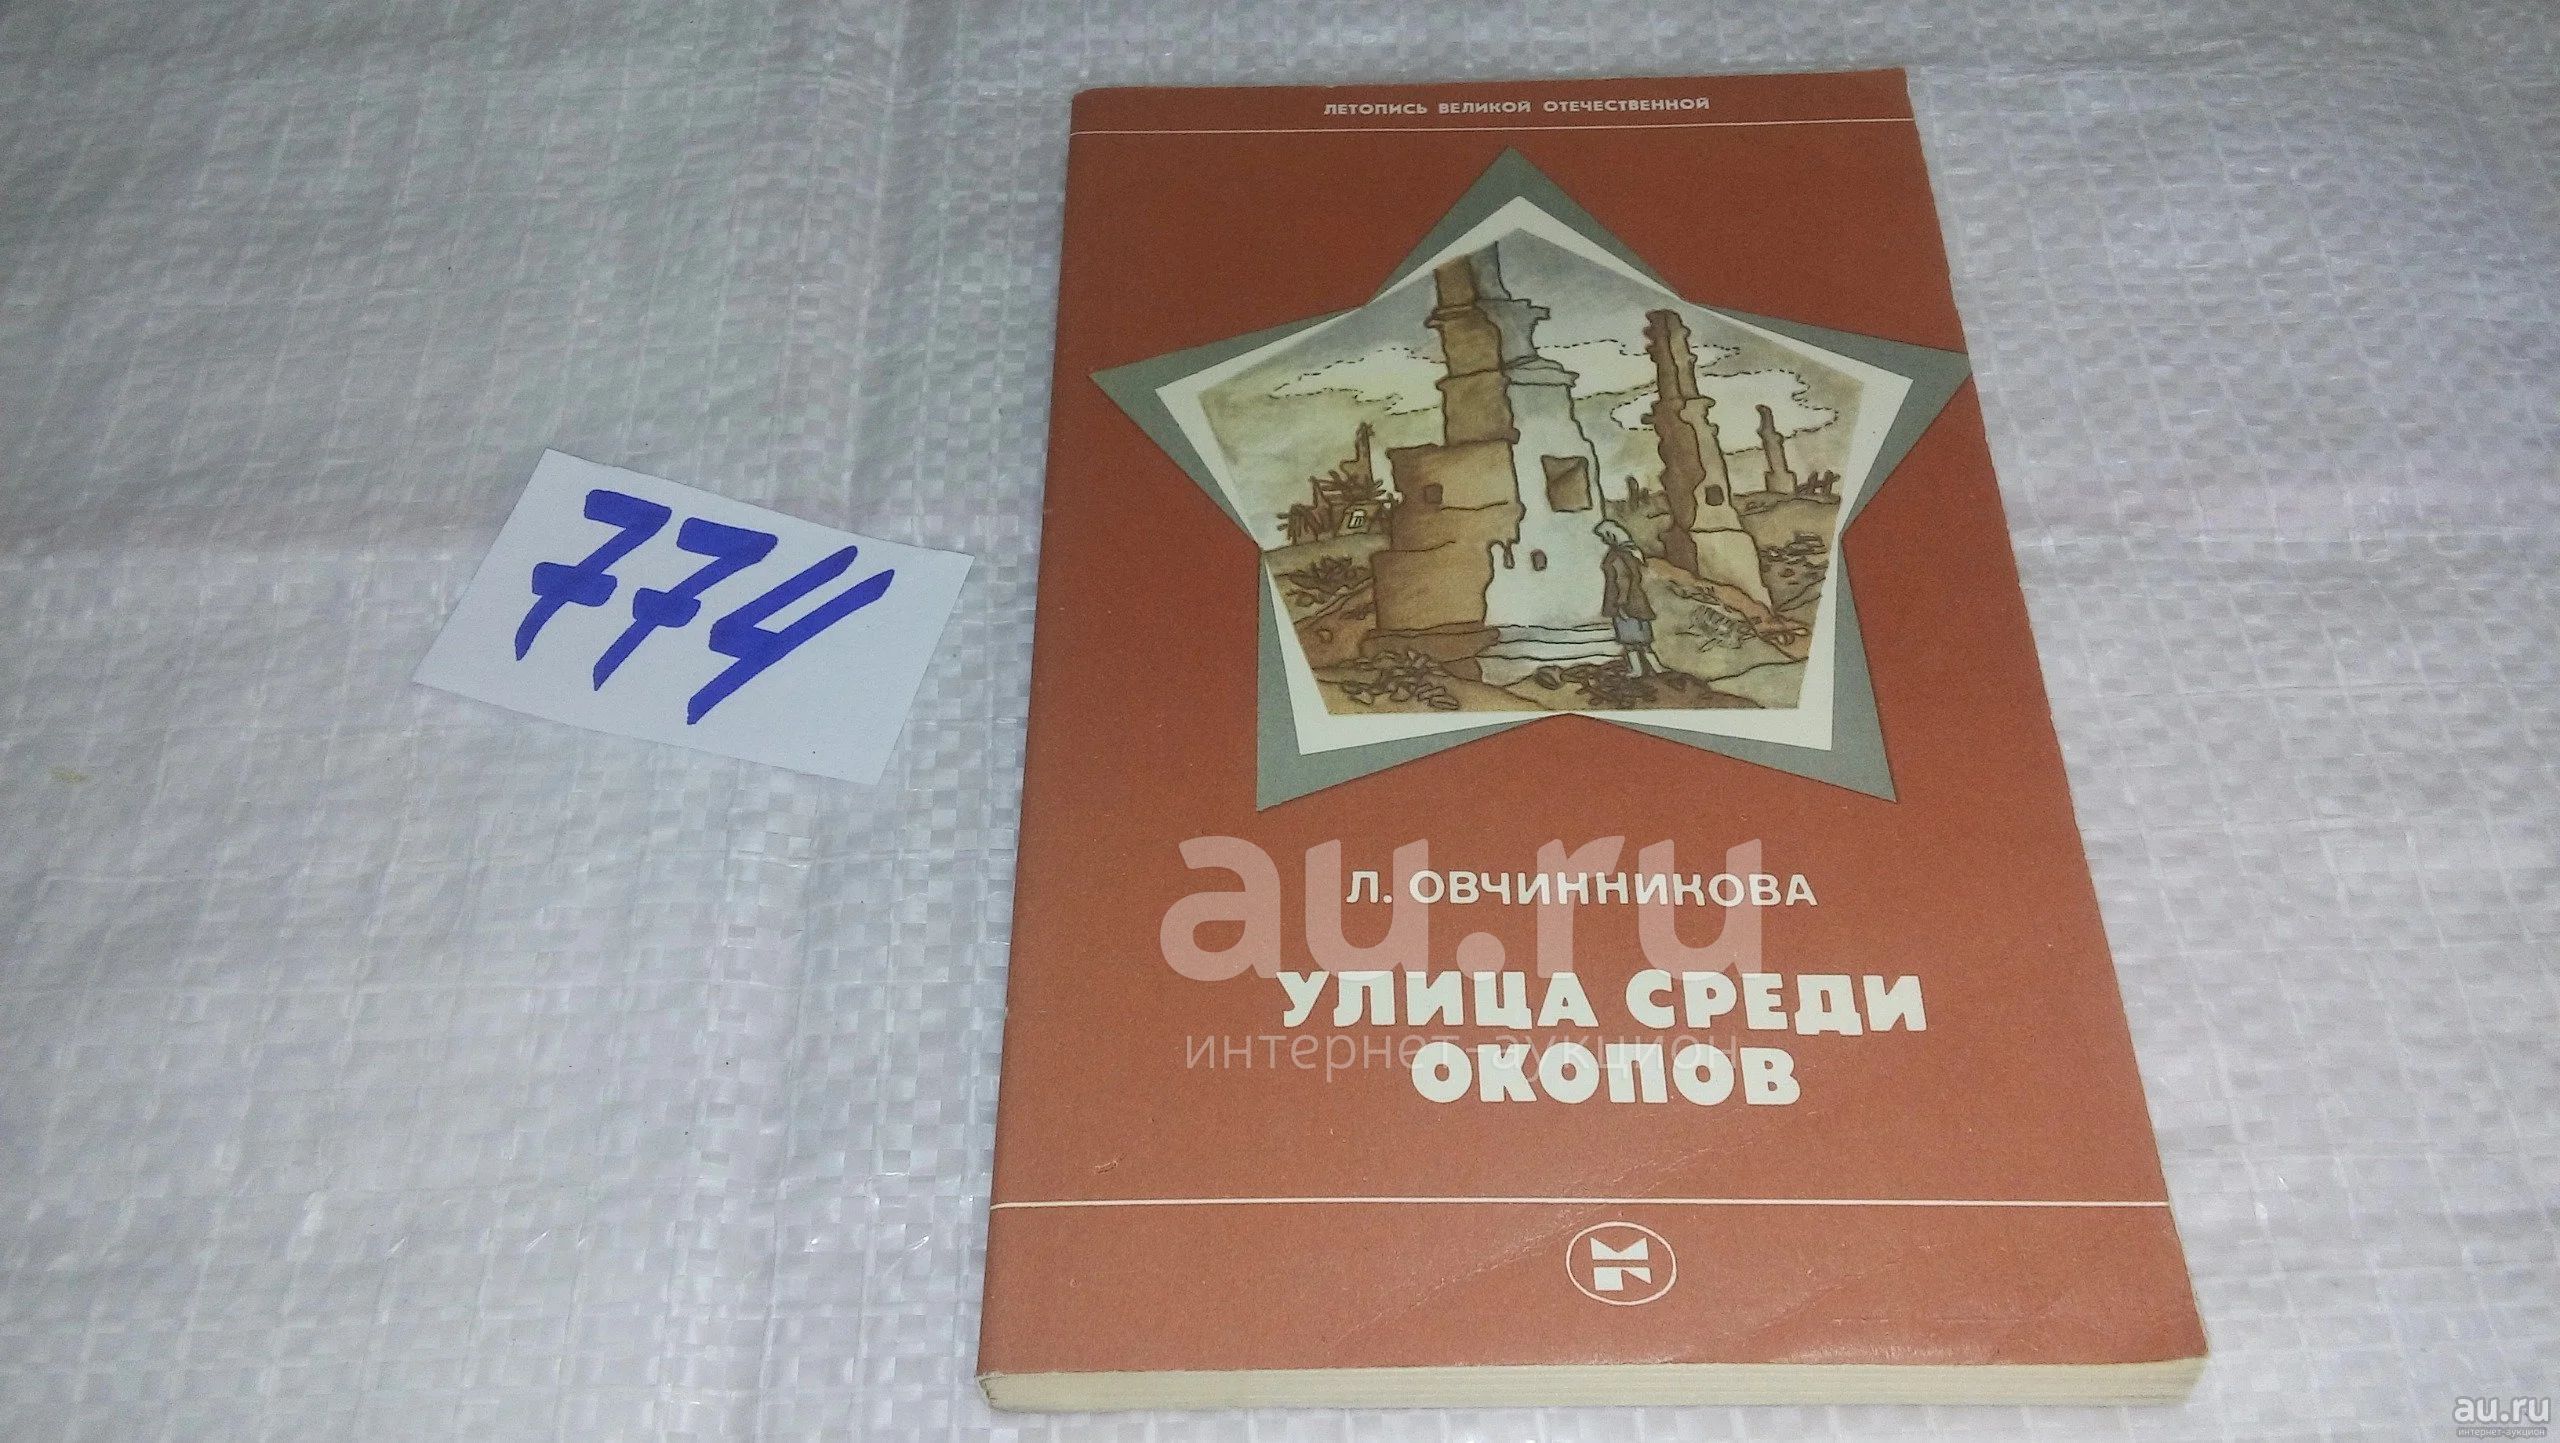 ЛЕТОПИСЬ ВЕЛИКОЙ ОТЕЧЕСТВЕННОЙ
774
au.ru
Л. ОВЧИННИКОВА
УЛИЦА СРЕДИ
интернет-аукцион
ОКОПОВ
au.ru
интернет-аукцион